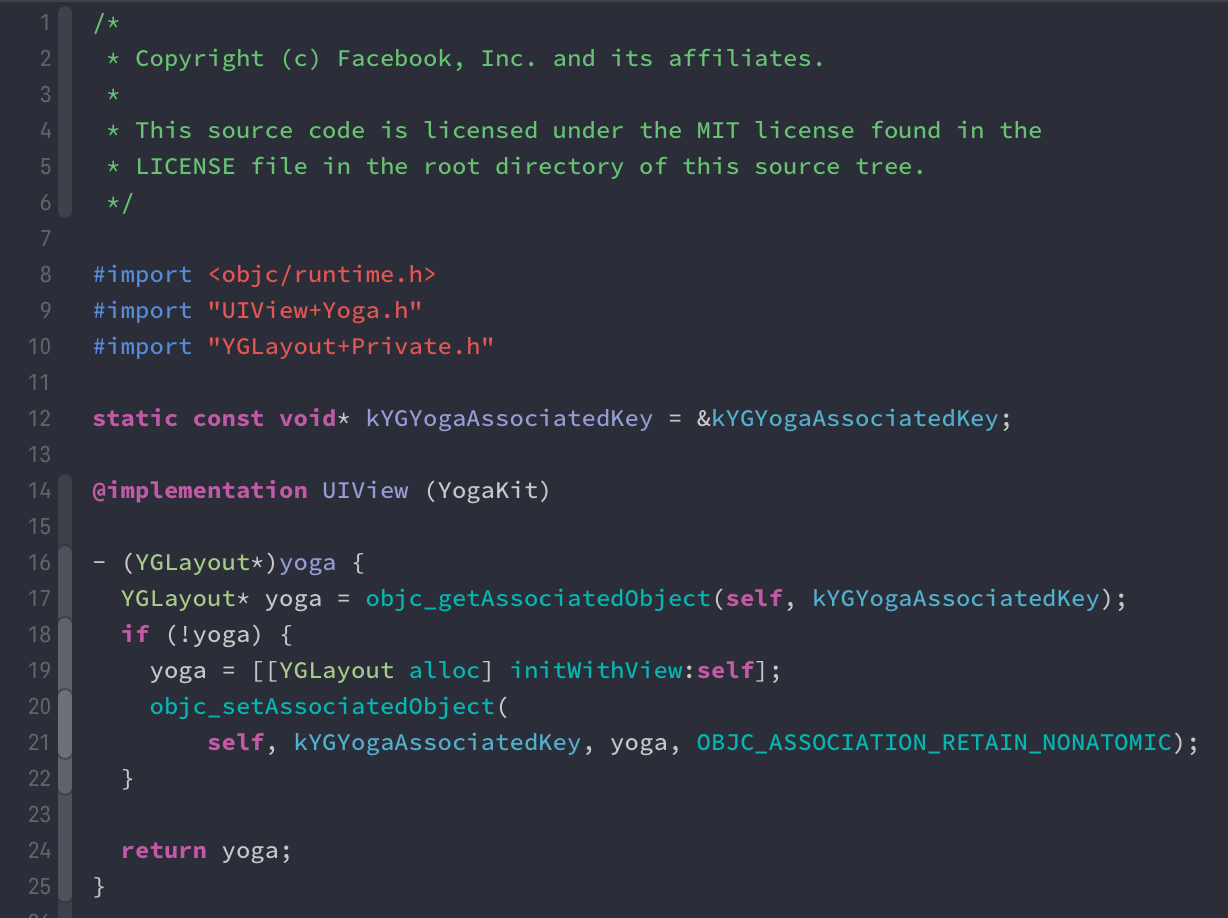 1 /*
2 * Copyright (c) Facebook, Inc. and its affiliates.
3 *
4 * This source code is licensed under the MIT license found in the
5 * LICENSE file in the root directory of this source tree.
6 */
7
8 #import <objc/runtime.h>
9 #import "UIView+Yoga.h"
10 #import "YGLayout+Private.h"
11
12 static const void* kYGYogaAssociatedKey = &kYGYogaAssociatedKey;
13
14 @implementation UIView (YogaKit)
15
16 - (YGLayout*)yoga {
17 YGLayout* yoga = objc_getAssociatedObject(self, kYGYogaAssociatedKey);
18 if (!yoga) {
19 yoga = [[YGLayout alloc] initWithView:self];
20 objc_setAssociatedObject(
21 self, kYGYogaAssociatedKey, yoga, OBJC_ASSOCIATION_RETAIN_NONATOMIC);
22 }
23
24 return yoga;
25 }